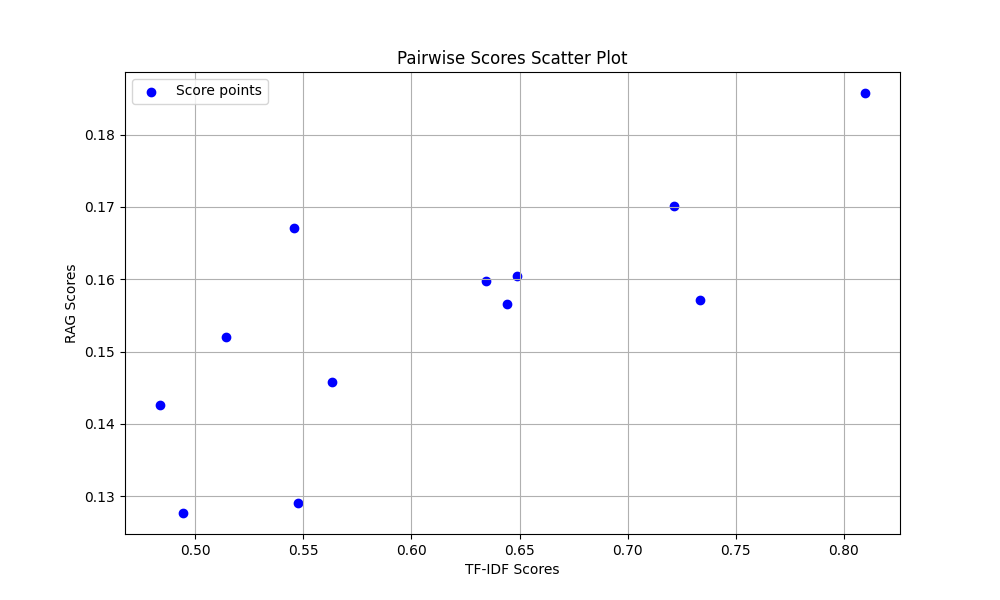 Pairwise Scores Scatter Plot
Score points
0.18
0.17
0.16
0.15
0.14
0.13
RAG Scores
0.50 0.55 0.60 0.65 0.70 0.75 0.80
TF-IDF Scores